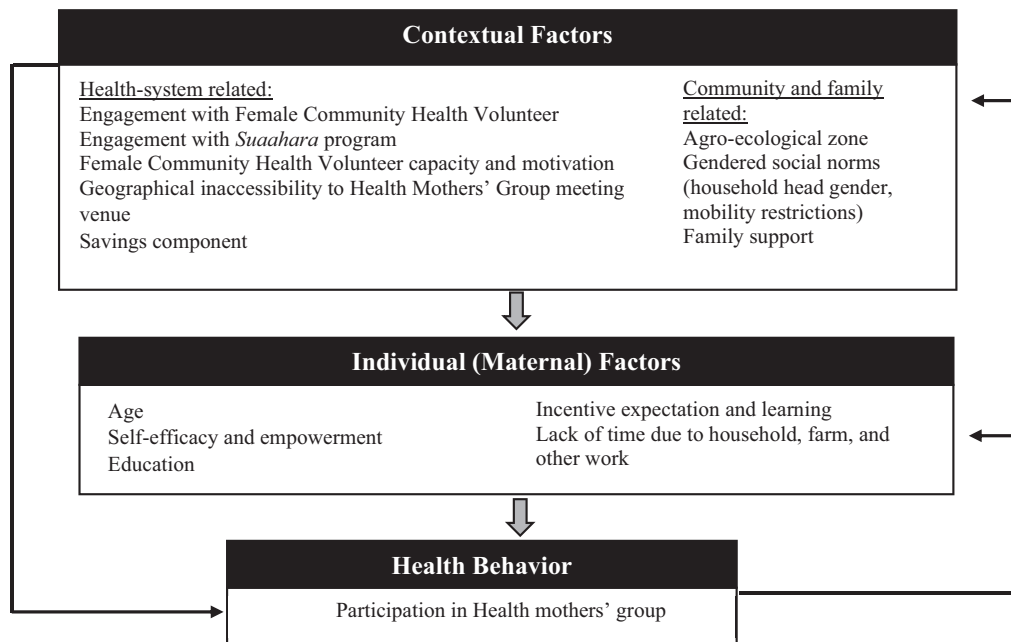 Contextual Factors
Health-system related:
Engagement with Female Community Health Volunteer
Engagement with Suaahara program
Female Community Health Volunteer capacity and motivation
Geographical inaccessibility to Health Mothers’ Group meeting
venue
Savings component
Community and family
related:
Agro-ecological zone
Gendered social norms
(household head gender,
mobility restrictions)
Family support
Individual (Maternal) Factors
Age
Self-efficacy and empowerment
Education
Incentive expectation and learning
Lack of time due to household, farm, and
other work
Health Behavior
Participation in Health mothers’ group